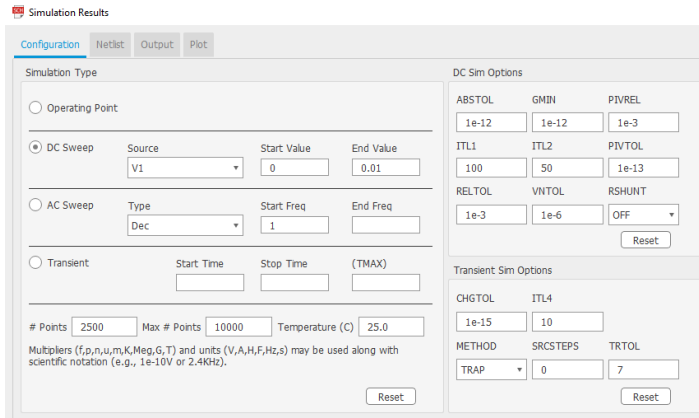 Simulation Results
Configuration Netlist Output Plot
Simulation Type
Operating Point
DC Sweep Source Start Value End Value
V1 0 0.01
AC Sweep Type Start Freq End Freq
Dec 1
Transient Start Time Stop Time (TMAX)
# Points 2500 Max # Points 10000 Temperature (C) 25.0
Multipliers (f,p,n,u,m,K,Meg,G,T) and units (V,A,H,F,Hz,s) may be used along with
scientific notation (e.g., 1e-10V or 2.4KHz).
Reset
DC Sim Options
ABSTOL GMIN PIVREL
1e-12 1e-12 1e-3
ITL1 ITL2 PIVTOL
100 50 1e-13
RELTOL VNTOL RSHUNT
1e-3 1e-6 OFF
Reset
Transient Sim Options
CHGTOL ITL4
1e-15 10
METHOD SRCSTEPS TRTOL
TRAP 0 7
Reset